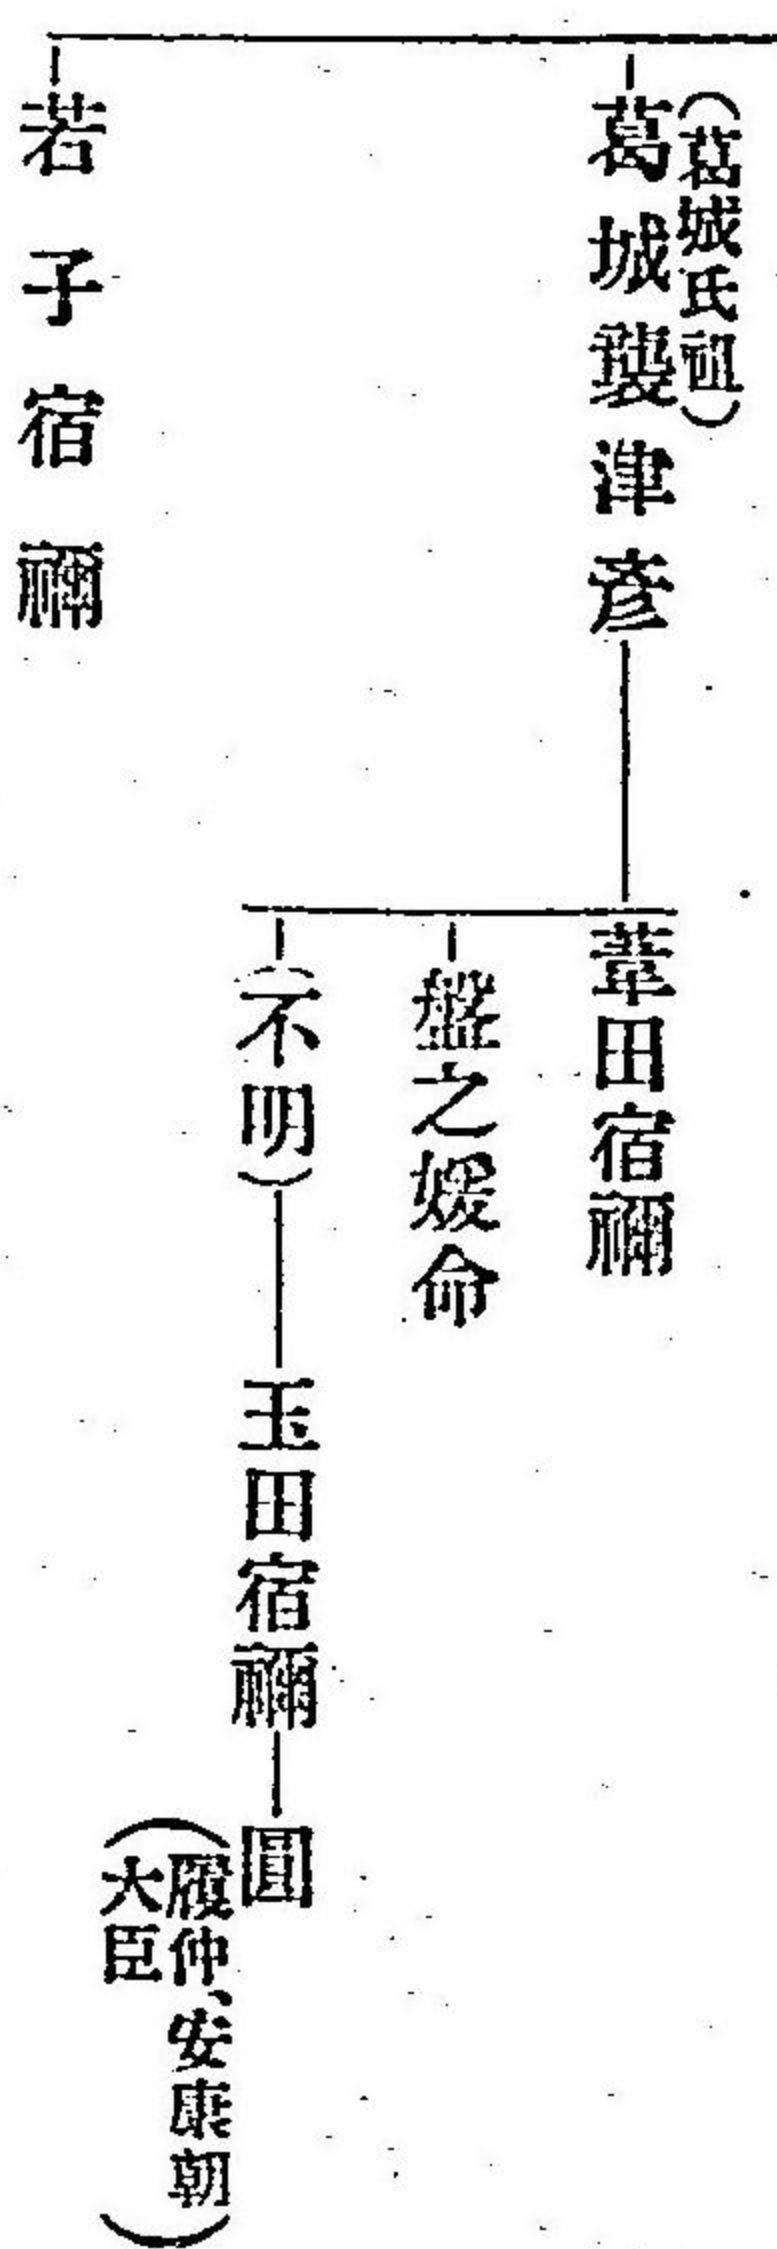 (葛城氏祖)
葛城襲津彦
葦田宿禰
盤之媛命
(不明)
玉田宿禰
圓
(履仲、安康朝
大臣)
若子宿禰